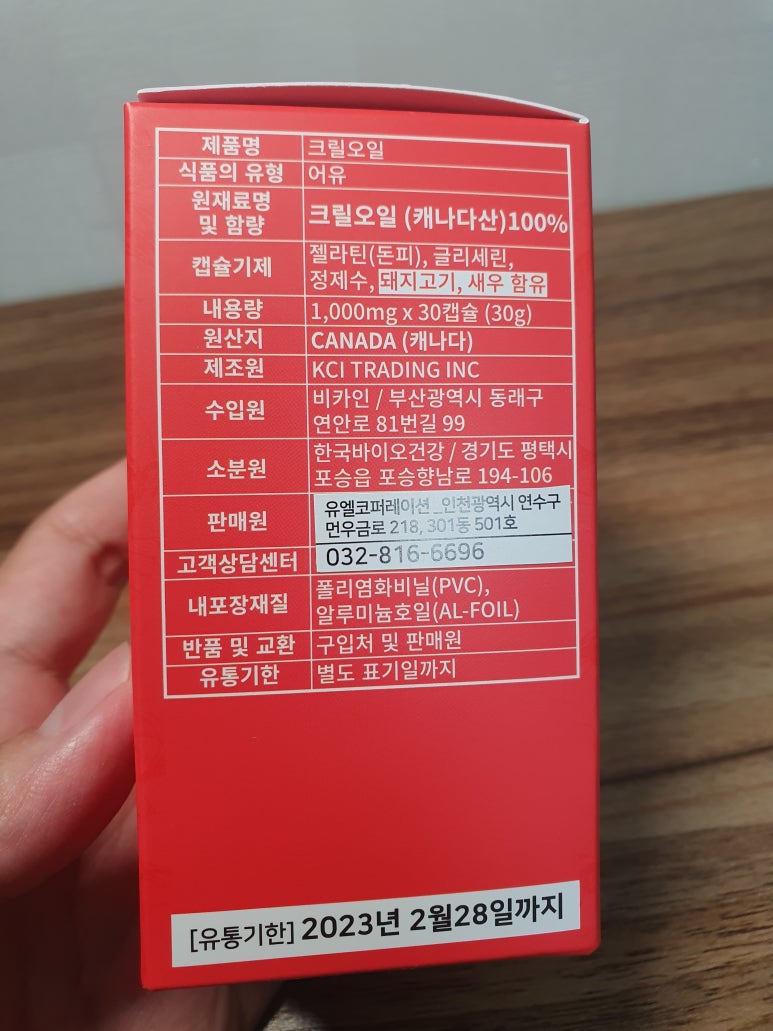 제품명 크릴오일
식품의 유형 어유
원재료명 및 함량 크릴오일 (캐나다산)100%
캡슐기제 젤라틴(돈피), 글리세린,
정제수, 돼지고기, 새우 함유
내용량 1,000mg x 30캡슐 (30g)
원산지 CANADA (캐나다)
제조원 KCI TRADING INC
수입원 비카인 / 부산광역시 동래구
연안로 81번길 99
소분원 한국바이오건강 / 경기도 평택시
포승읍 포승향남로 194-106
판매원 유엘코퍼레이션_인천광역시 연수구
먼우금로 218, 301동 501호
고객상담센터 032-816-6696
내포장재질 폴리염화비닐(PVC),
알루미늄호일(AL-FOIL)
반품 및 교환 구입처 및 판매원
유통기한 별도 표기일까지
[유통기한] 2023년 2월28일까지